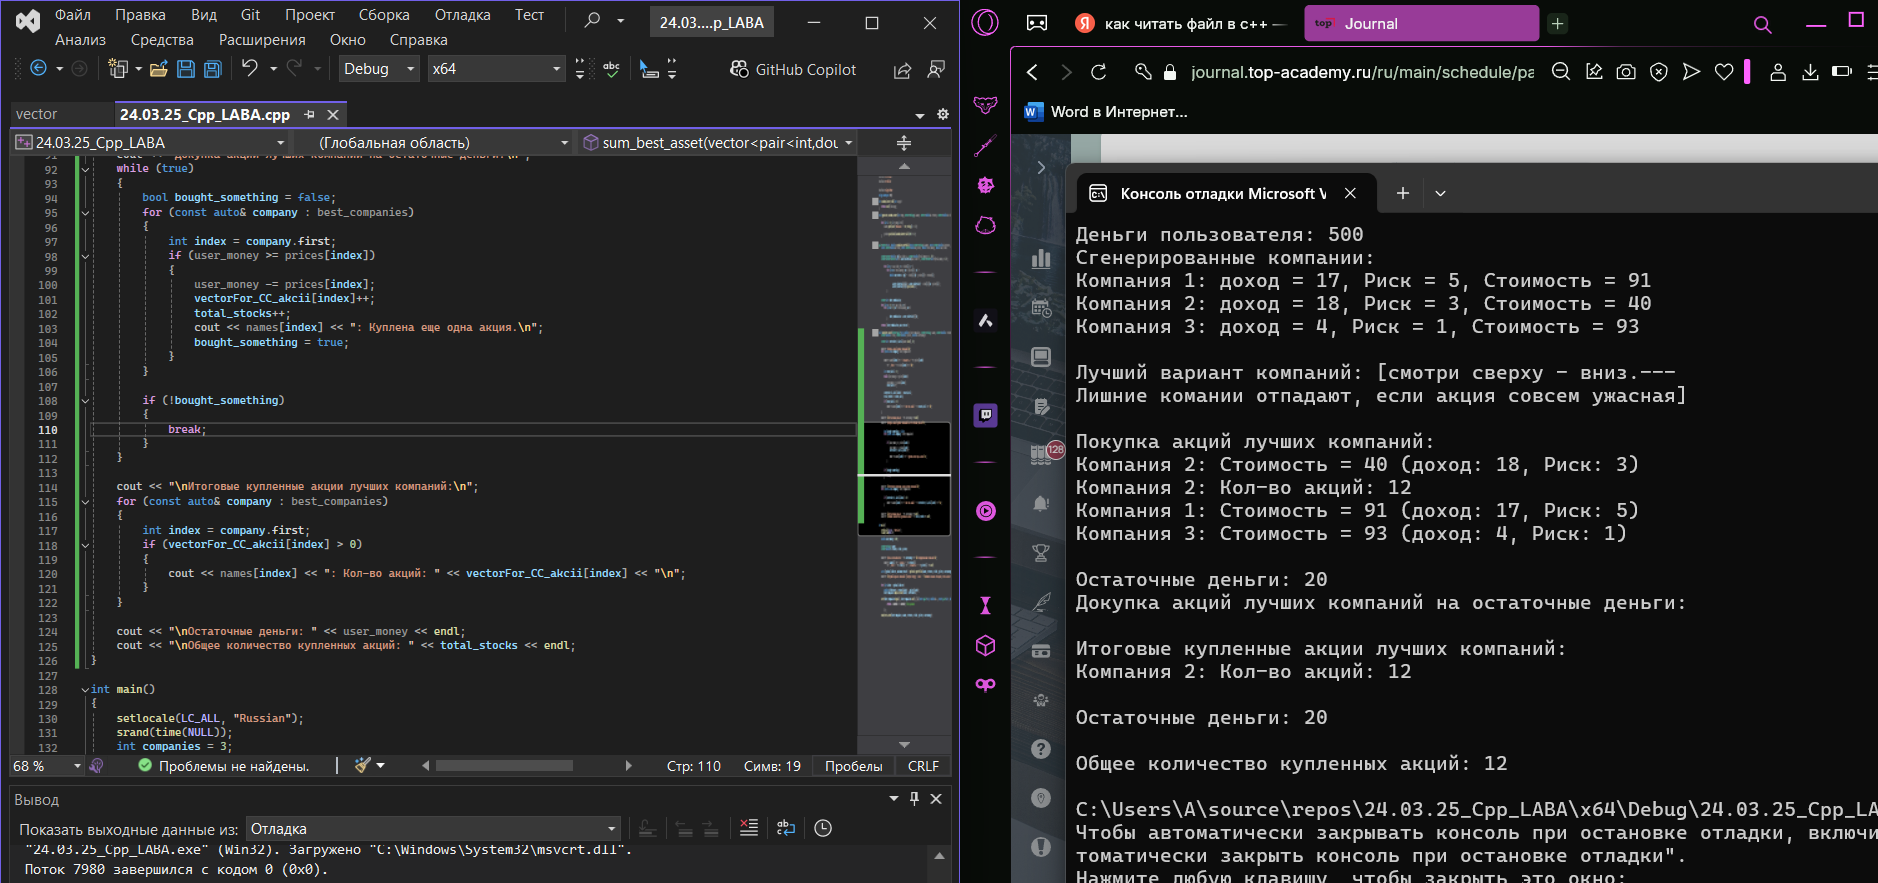 Файл Правка Вид Git Проект Сборка Отладка Тест
24.03....p_LABA
Анализ Средства Расширения Окно Справка
Debug x64 GitHub Copilot
vector 24.03.25_Cpp_LABA.cpp
24.03.25_Cpp_LABA (Глобальная область) sum_best_asset(vector<pair<int,dou
91 cout << "Докупка акций лучших компаний на остаточные деньги:\n";
92 while (true)
93 {
94 bool bought_something = false;
95 for (const auto& company : best_companies)
96 {
97 int index = company.first;
98 if (user_money >= prices[index])
99 {
100 user_money -= prices[index];
101 vectorFor_CC_akcii[index]++;
102 total_stocks++;
103 cout << names[index] << ": Куплена еще одна акция.\n";
104 bought_something = true;
105 }
106 }
107
108 if (!bought_something)
109 {
110 break;
111 }
112 }
113
114 cout << "\nИтоговые купленные акции лучших компаний:\n";
115 for (const auto& company : best_companies)
116 {
117 int index = company.first;
118 if (vectorFor_CC_akcii[index] > 0)
119 {
120 cout << names[index] << ": Кол-во акций: " << vectorFor_CC_akcii[index] << "\n";
121 }
122 }
123
124 cout << "\nОстаточные деньги: " << user_money << endl;
125 cout << "\nОбщее количество купленных акций: " << total_stocks << endl;
126 }
127
128 int main()
129 {
130 setlocale(LC_ALL, "Russian");
131 srand(time(NULL));
132 int companies = 3;
68 % Проблемы не найдены. Стр: 110 Симв: 19 Пробелы CRLF
Вывод
Показать выходные данные из: Отладка
"24.03.25_Cpp_LABA.exe" (Win32). Загружено "C:\Windows\System32\msvcrt.dll".
Поток 7980 завершился с кодом 0 (0x0).
Я как читать файл в с++ — top Journal
journal.top-academy.ru/ru/main/schedule/pa
W Word в Интернет...
128
Консоль отладки Microsoft V
Деньги пользователя: 500
Сгенерированные компании:
Компания 1: доход = 17, Риск = 5, Стоимость = 91
Компания 2: доход = 18, Риск = 3, Стоимость = 40
Компания 3: доход = 4, Риск = 1, Стоимость = 93
Лучший вариант компаний: [смотри сверху - вниз.---
Лишние комании отпадают, если акция совсем ужасная]
Покупка акций лучших компаний:
Компания 2: Стоимость = 40 (доход: 18, Риск: 3)
Компания 2: Кол-во акций: 12
Компания 1: Стоимость = 91 (доход: 17, Риск: 5)
Компания 3: Стоимость = 93 (доход: 4, Риск: 1)
Остаточные деньги: 20
Докупка акций лучших компаний на остаточные деньги:
Итоговые купленные акции лучших компаний:
Компания 2: Кол-во акций: 12
Остаточные деньги: 20
Общее количество купленных акций: 12
C:\Users\A\source\repos\24.03.25_Cpp_LABA\x64\Debug\24.03.25_Cpp_LA
Чтобы автоматически закрывать консоль при остановке отладки, включи
томатически закрыть консоль при остановке отладки".
Нажмите любую клавишу, чтобы закрыть это окно: